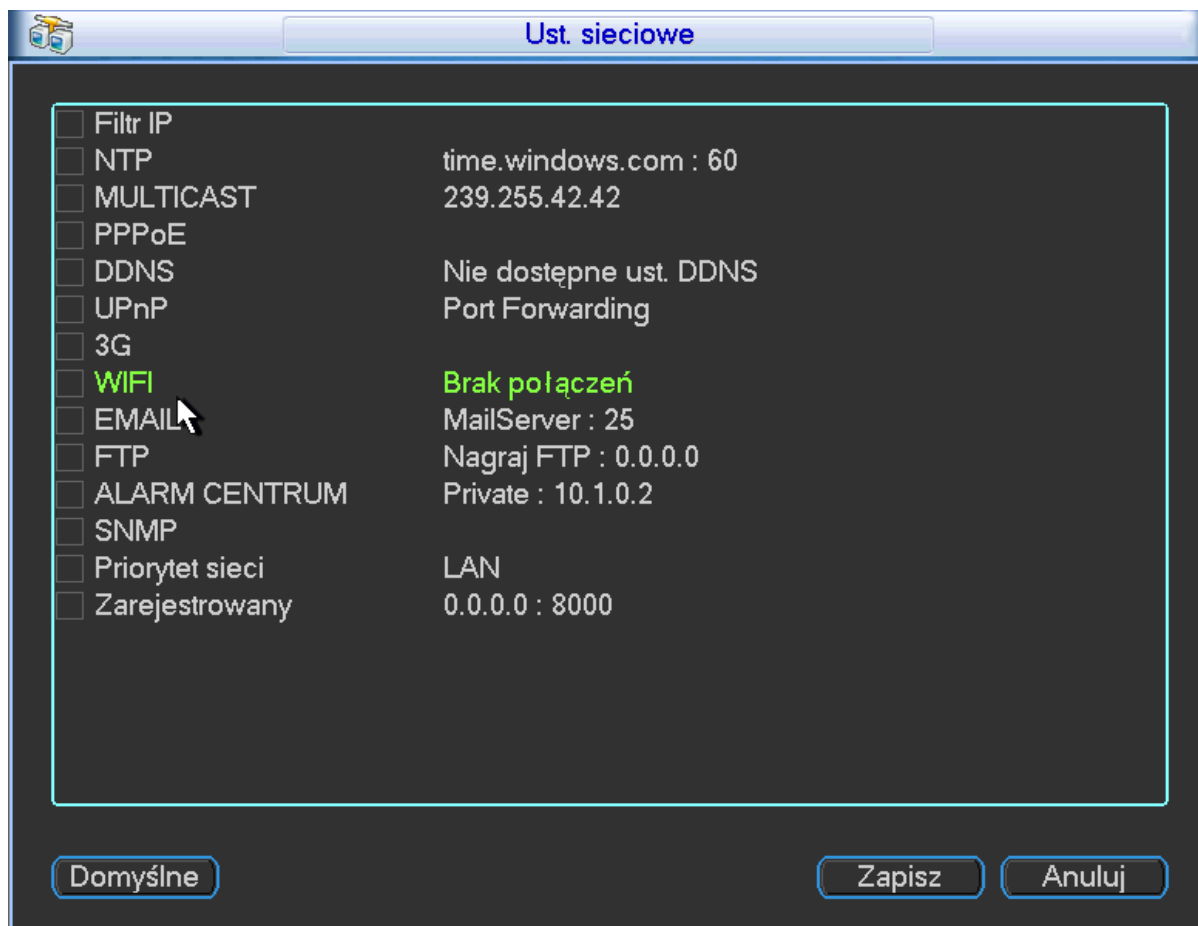 Ust. sieciowe
Filtr IP
NTP time.windows.com : 60
MULTICAST 239.255.42.42
PPPoE
DDNS Nie dostępne ust. DDNS
UPnP Port Forwarding
3G
WIFI Brak połączeń
EMAIL MailServer : 25
FTP Nagraj FTP : 0.0.0.0
ALARM CENTRUM Private : 10.1.0.2
SNMP
Priorytet sieci LAN
Zarejestrowany 0.0.0.0 : 8000
Domyślne Zapisz Anuluj